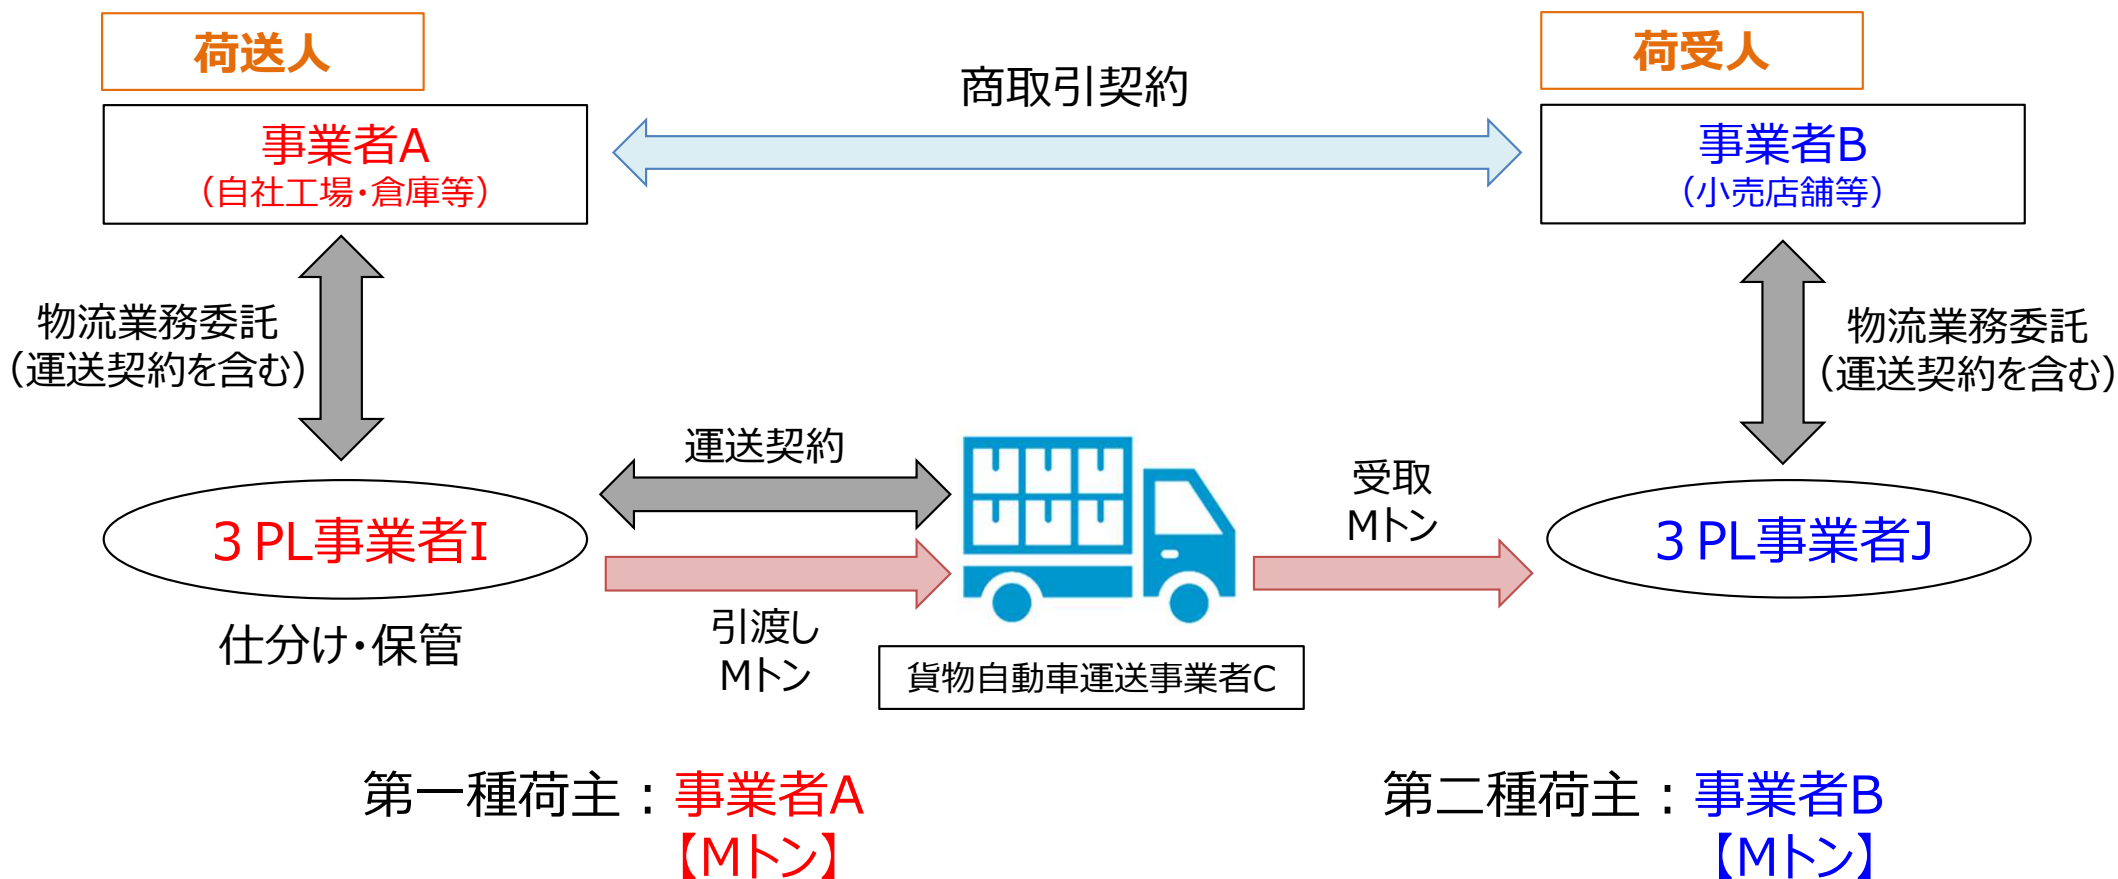 荷送人
荷受人
商取引契約
事業者A
（自社工場・倉庫等）
事業者B
（小売店舗等）
物流業務委託
（運送契約を含む）
物流業務委託
（運送契約を含む）
運送契約
受取
Mトン
３PL事業者I
３PL事業者J
仕分け・保管
引渡し
Mトン
貨物自動車運送事業者C
第一種荷主：事業者A
【Mトン】
第二種荷主：事業者B
【Mトン】